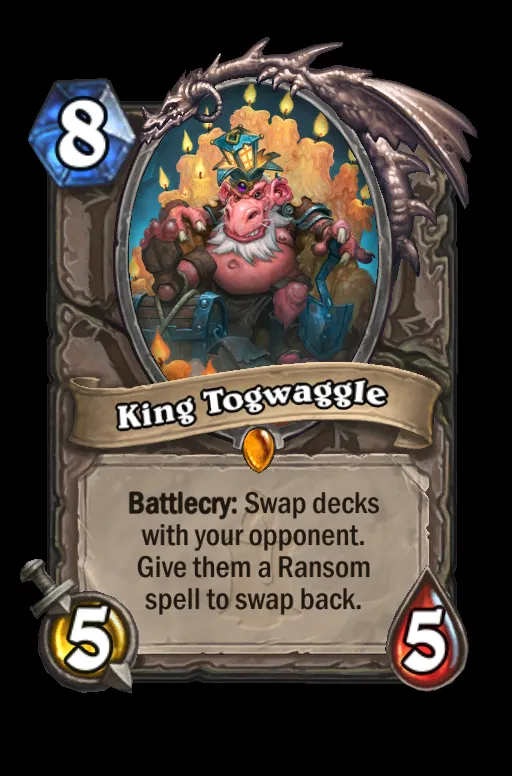 8
King Togwaggle
Battlecry: Swap decks
with your opponent.
Give them a Ransom
spell to swap back.
5
5